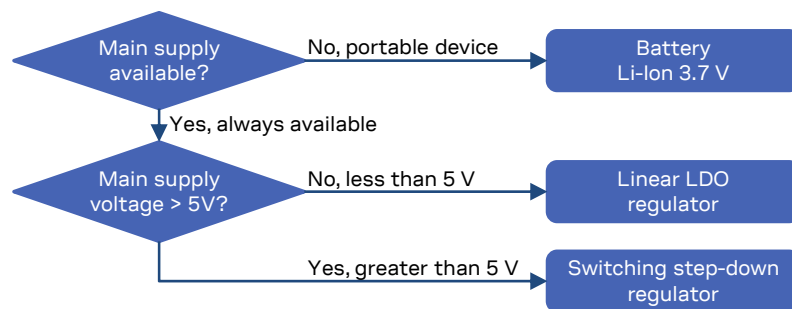 Main supply
available?
No, portable device
Battery
Li-Ion 3.7 V
Yes, always available
Main supply
voltage > 5V?
No, less than 5 V
Linear LDO
regulator
Yes, greater than 5 V
Switching step-down
regulator